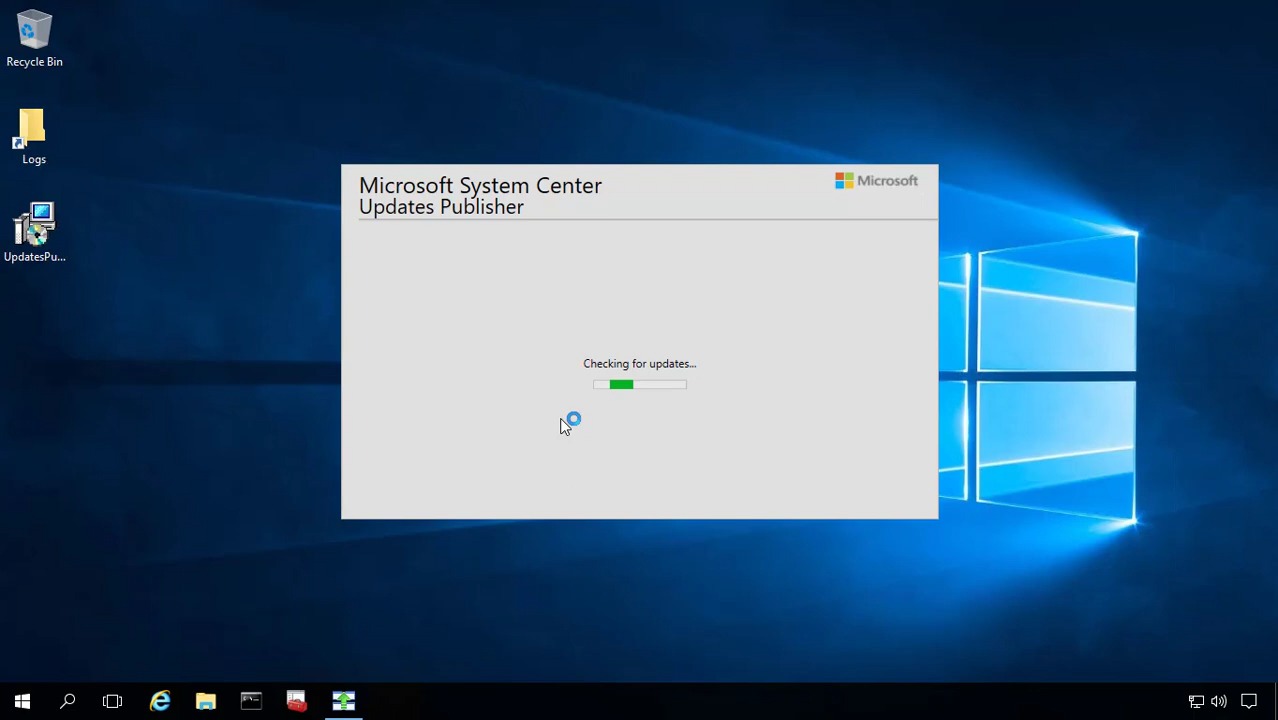 Recycle Bin
Logs
UpdatesPu...
Microsoft System Center
Updates Publisher
Microsoft
Checking for updates...